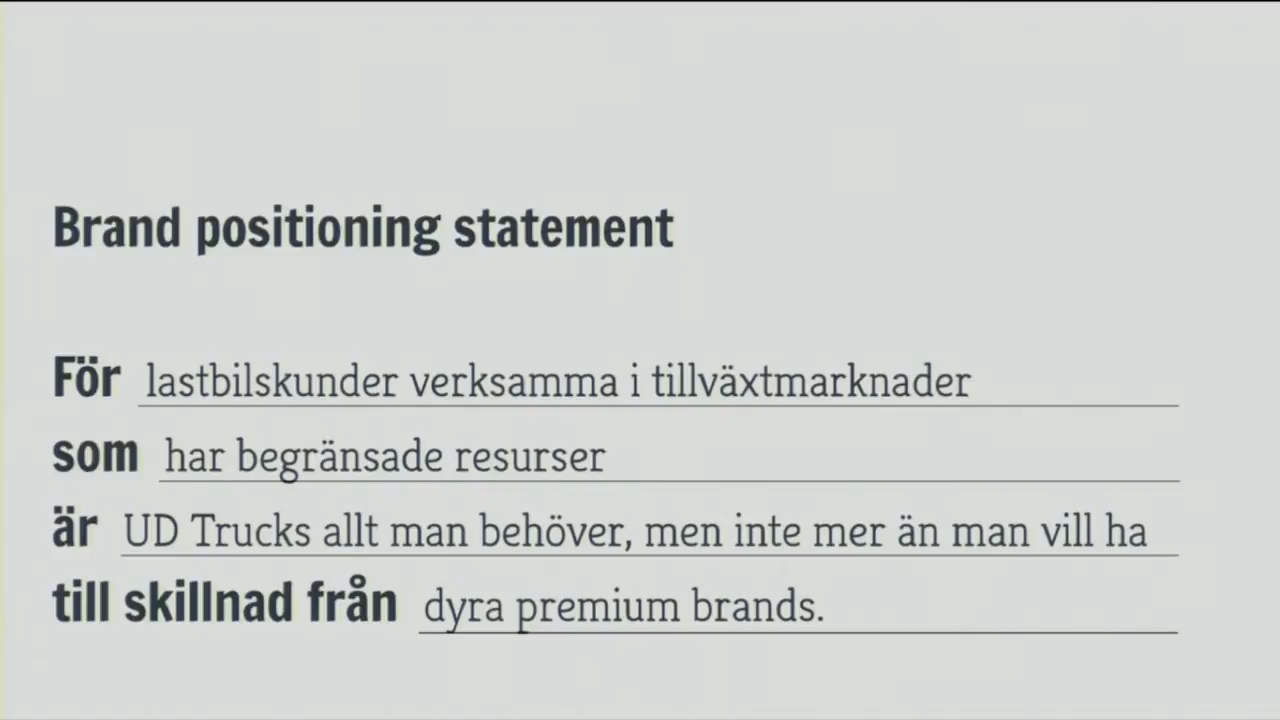 Brand positioning statement
För lastbilskunder verksamma i tillväxtmarknader
som har begränsade resurser
är UD Trucks allt man behöver, men inte mer än man vill ha
till skillnad från dyra premium brands.